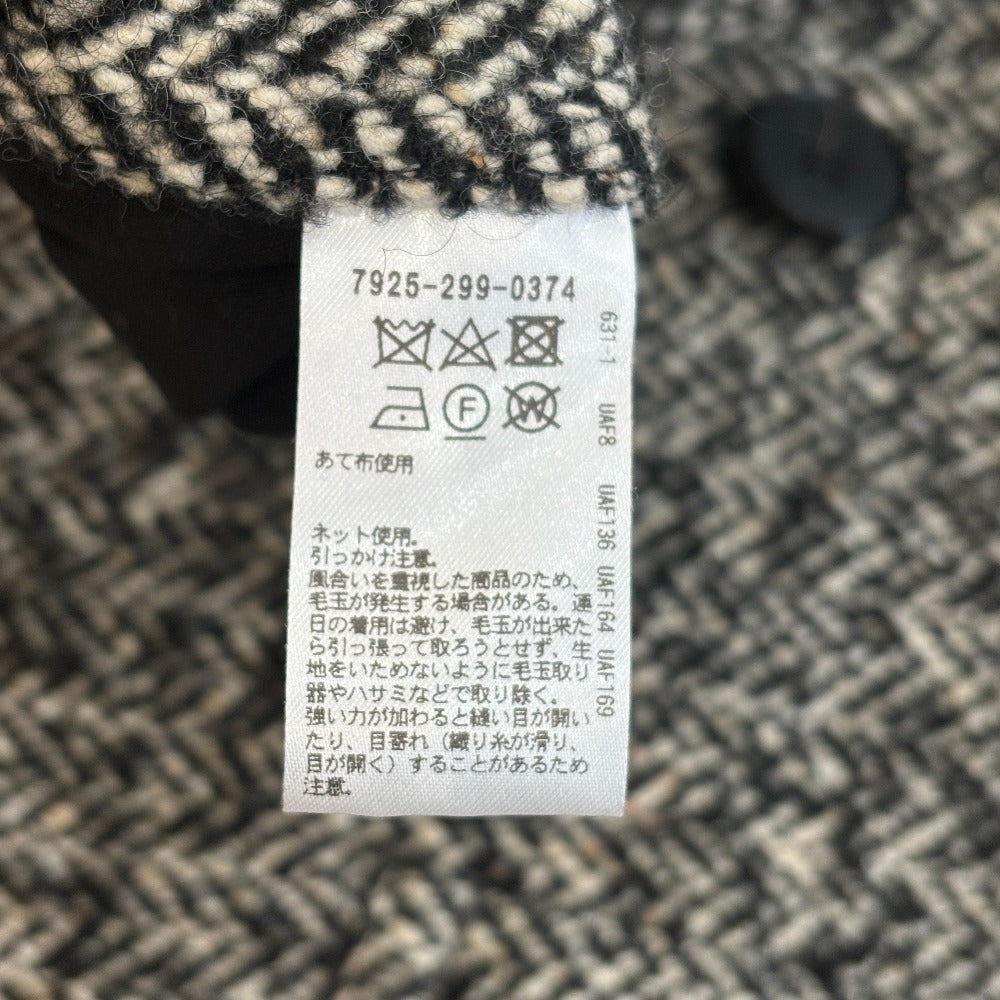 7925-299-0374
F
W
あて布使用
ネット使用。
引っかけ注意。
風合いを重視した商品のため、
毛玉が発生する場合がある。連
日の着用は避け、毛玉が出来た
ら引っ張って取ろうとせず、生
地をいためないように毛玉取り
器やハサミなどで取り除く。
強い力が加わると縫い目が開い
たり、目寄れ（織り糸が滑り、
目が開く）することがあるため
注意。
631-1 UAF8 UAF136 UAF164 UAF169